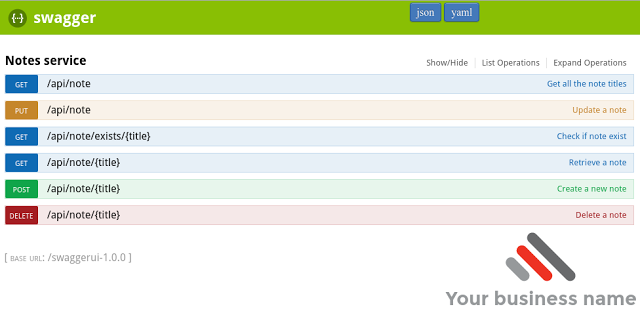 {··} swagger json yaml
Notes service Show/Hide List Operations Expand Operations
GET /api/note Get all the note titles
PUT /api/note Update a note
GET /api/note/exists/{title} Check if note exist
GET /api/note/{title} Retrieve a note
POST /api/note/{title} Create a new note
DELETE /api/note/{title} Delete a note
[ BASE URL: /swaggerui-1.0.0 ]
Your business name